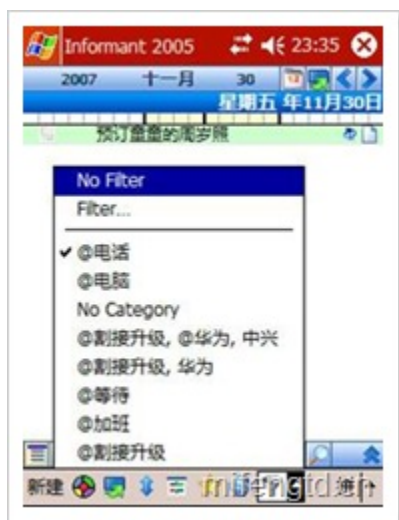 Informant 2005 23:35
2007 十一月 30
星期五 年11月30日
预订童童的周岁照
No Filter
Filter...
@电话
@电脑
No Category
@割接升级, @华为, 中兴
@割接升级, 华为
@等待
@加班
@割接升级
新建